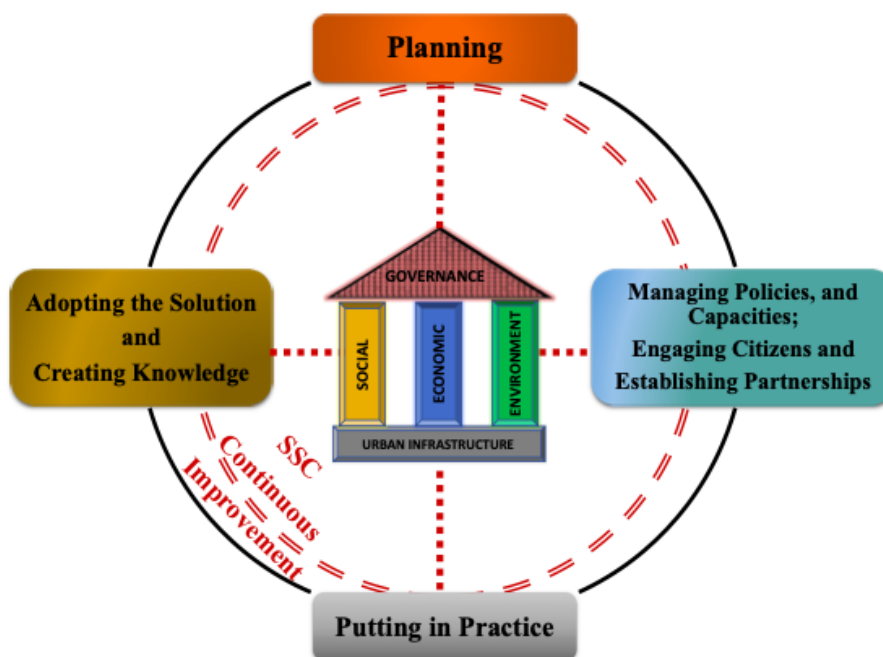 Planning
GOVERNANCE
SOCIAL
ECONOMIC
ENVIRONMENT
URBAN INFRASTRUCTURE
Adopting the Solution
and
Creating Knowledge
Managing Policies, and
Capacities;
Engaging Citizens and
Establishing Partnerships
SSC
Continuous
Improvement
Putting in Practice